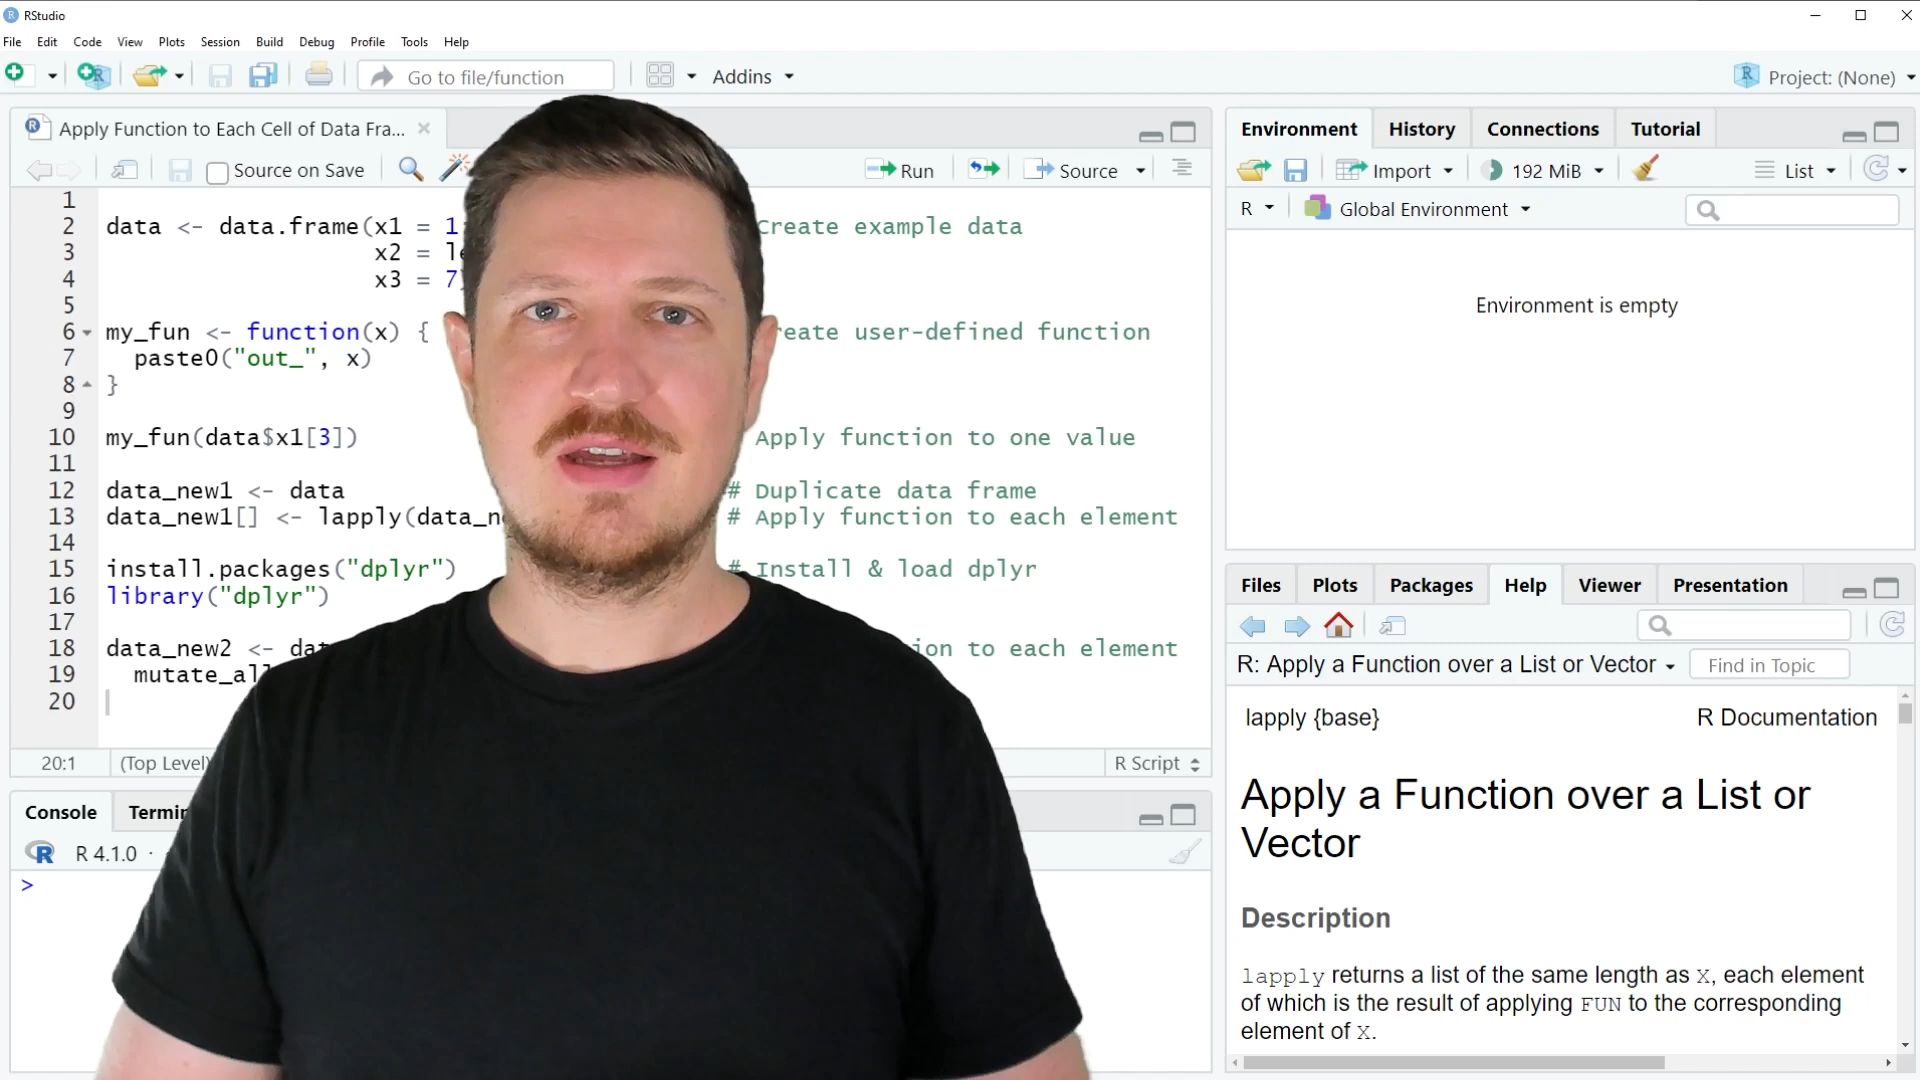 RStudio
File Edit Code View Plots Session Build Debug Profile Tools Help
Go to file/function Addins Project: (None)
Apply Function to Each Cell of Data Fra...
Source on Save Run Source
1
2 data <- data.frame(x1 = 1 Create example data
3 x2 =
4 x3 = 7
5
6 my_fun <- function(x) { user-defined function
7 paste0("out_", x)
8 }
9
10 my_fun(data$x1[3]) Apply function to one value
11
12 data_new1 <- data # Duplicate data frame
13 data_new1[] <- lapply( # Apply function to each element
14
15 install.packages("dplyr") # Install & load dplyr
16 library("dplyr")
17
18 data_new2 <- to each element
19
20
20:1 (Top Level) R Script
Console
R 4.1.0 ·
>
Environment History Connections Tutorial
Import 192 MiB List
R Global Environment
Environment is empty
Files Plots Packages Help Viewer Presentation
R: Apply a Function over a List or Vector Find in Topic
lapply {base} R Documentation
Apply a Function over a List or
Vector
Description
lapply returns a list of the same length as X, each element
of which is the result of applying FUN to the corresponding
element of X.